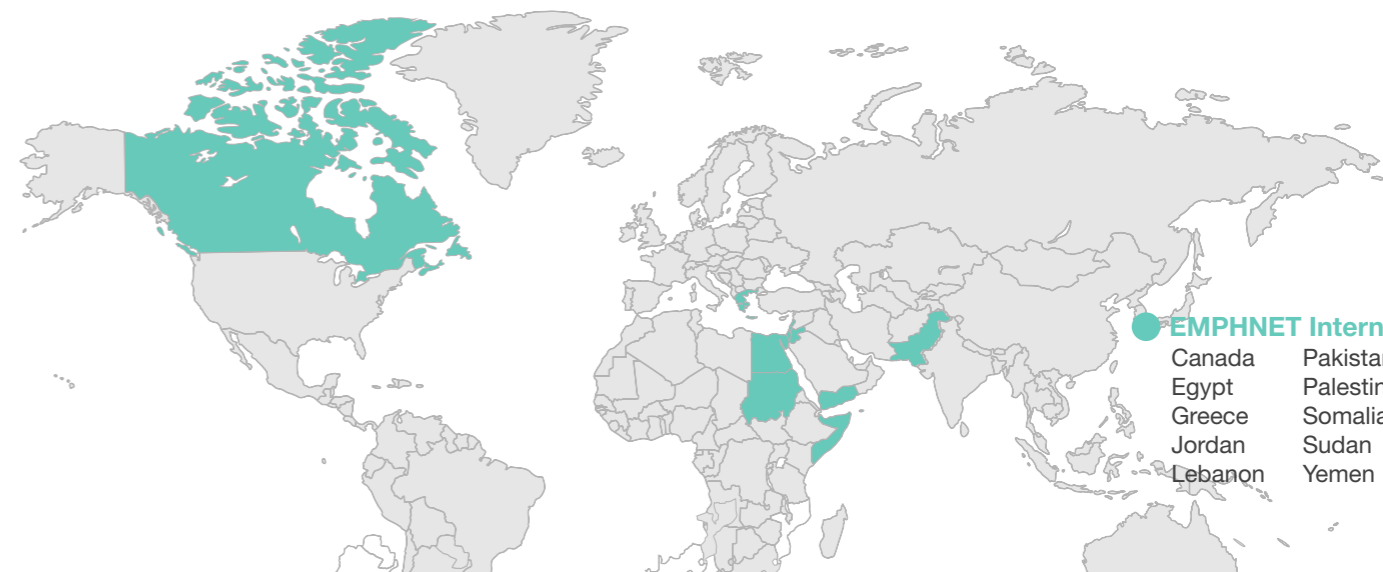 EMPHNET Intern
Canada Pakistan
Egypt Palestin
Greece Somalia
Jordan Sudan
Lebanon Yemen